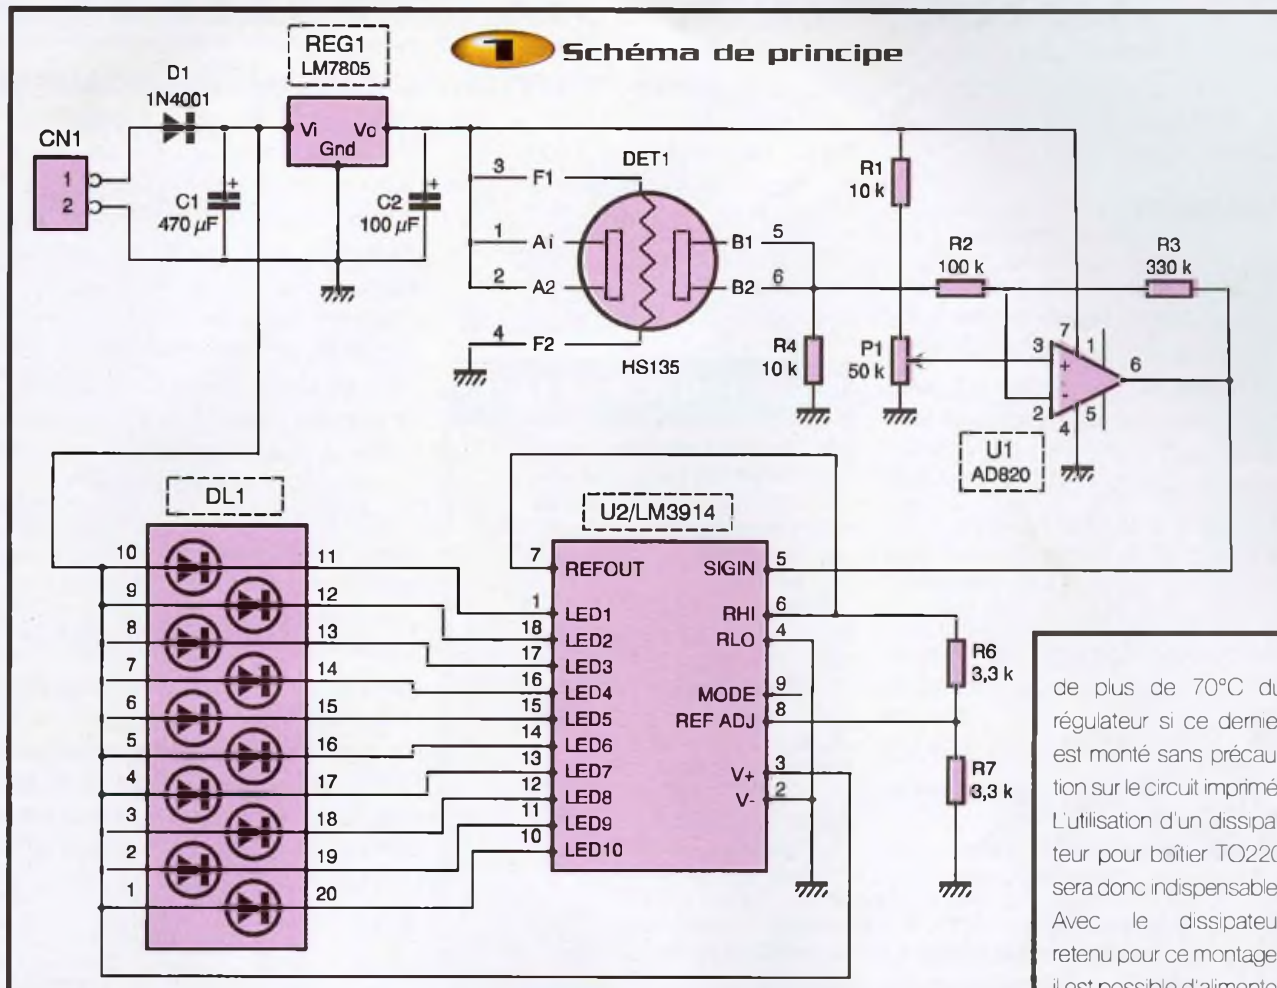 1 Schéma de principe
REG1
LM7805
D1
1N4001
CN1
1
2
Vi Vo
Gnd
C1
470 µF
+
C2
100 µF
+
DET1
3 F1
1 A1
2 A2
4 F2
B1 5
B2 6
HS135
R1
10 k
R2
100 k
R3
330 k
R4
10 k
P1
50 k
3 +
2 -
7
1
6
5
4
U1
AD820
DL1
10 11
9 12
8 13
7 14
6 15
5 16
4 17
3 18
2 19
1 20
U2/LM3914
7 REFOUT SIGIN 5
1 LED1 RHI 6
18 LED2 RLO 4
17 LED3
16 LED4 MODE 9
15 LED5 REF ADJ 8
14 LED6
13 LED7 V+ 3
12 LED8 V- 2
11 LED9
10 LED10
R6
3,3 k
R7
3,3 k
de plus de 70°C du
régulateur si ce dernie
est monté sans précau
tion sur le circuit imprimé
L'utilisation d'un dissipa
teur pour boîtier TO220
sera donc indispensable
Avec le dissipateu
retenu pour ce montage
il est possible d'alimente